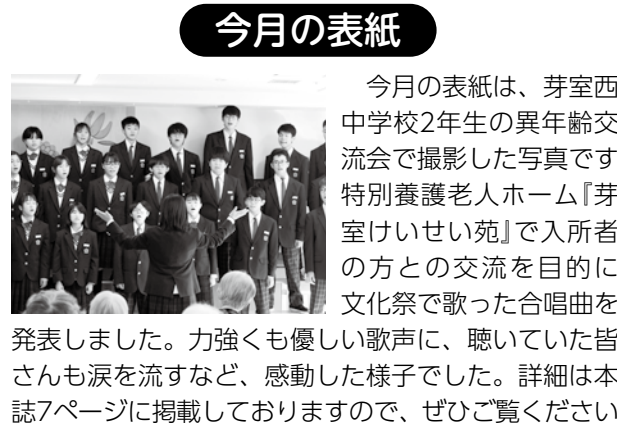 今月の表紙
今月の表紙は、芽室西
中学校2年生の異年齢交
流会で撮影した写真です
特別養護老人ホーム『芽
室けいせい苑』で入所者
の方との交流を目的に
文化祭で歌った合唱曲を
発表しました。力強くも優しい歌声に、聴いていた皆
さんも涙を流すなど、感動した様子でした。詳細は本
誌7ページに掲載しておりますので、ぜひご覧ください